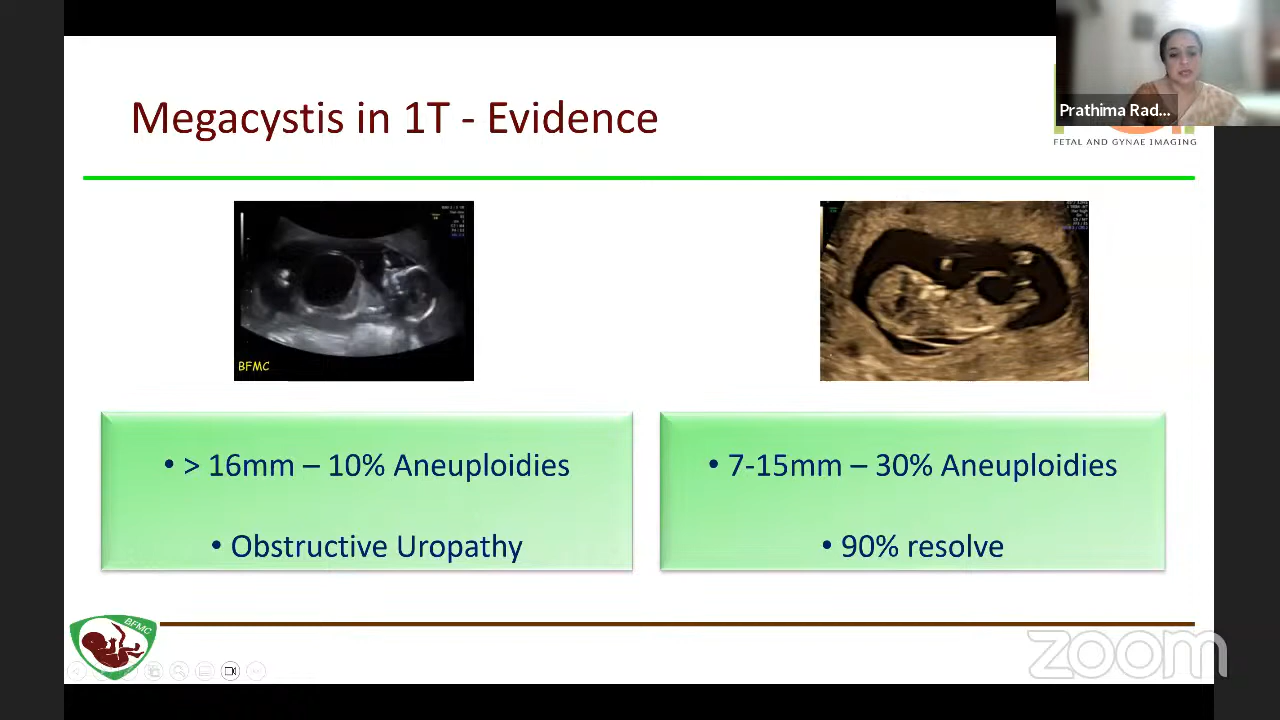 Prathima Rad...
Megacystis in 1T - Evidence
FETAL AND GYNAE IMAGING
BFMC
• > 16mm – 10% Aneuploidies
• Obstructive Uropathy
• 7-15mm – 30% Aneuploidies
• 90% resolve
BFMC
zoom